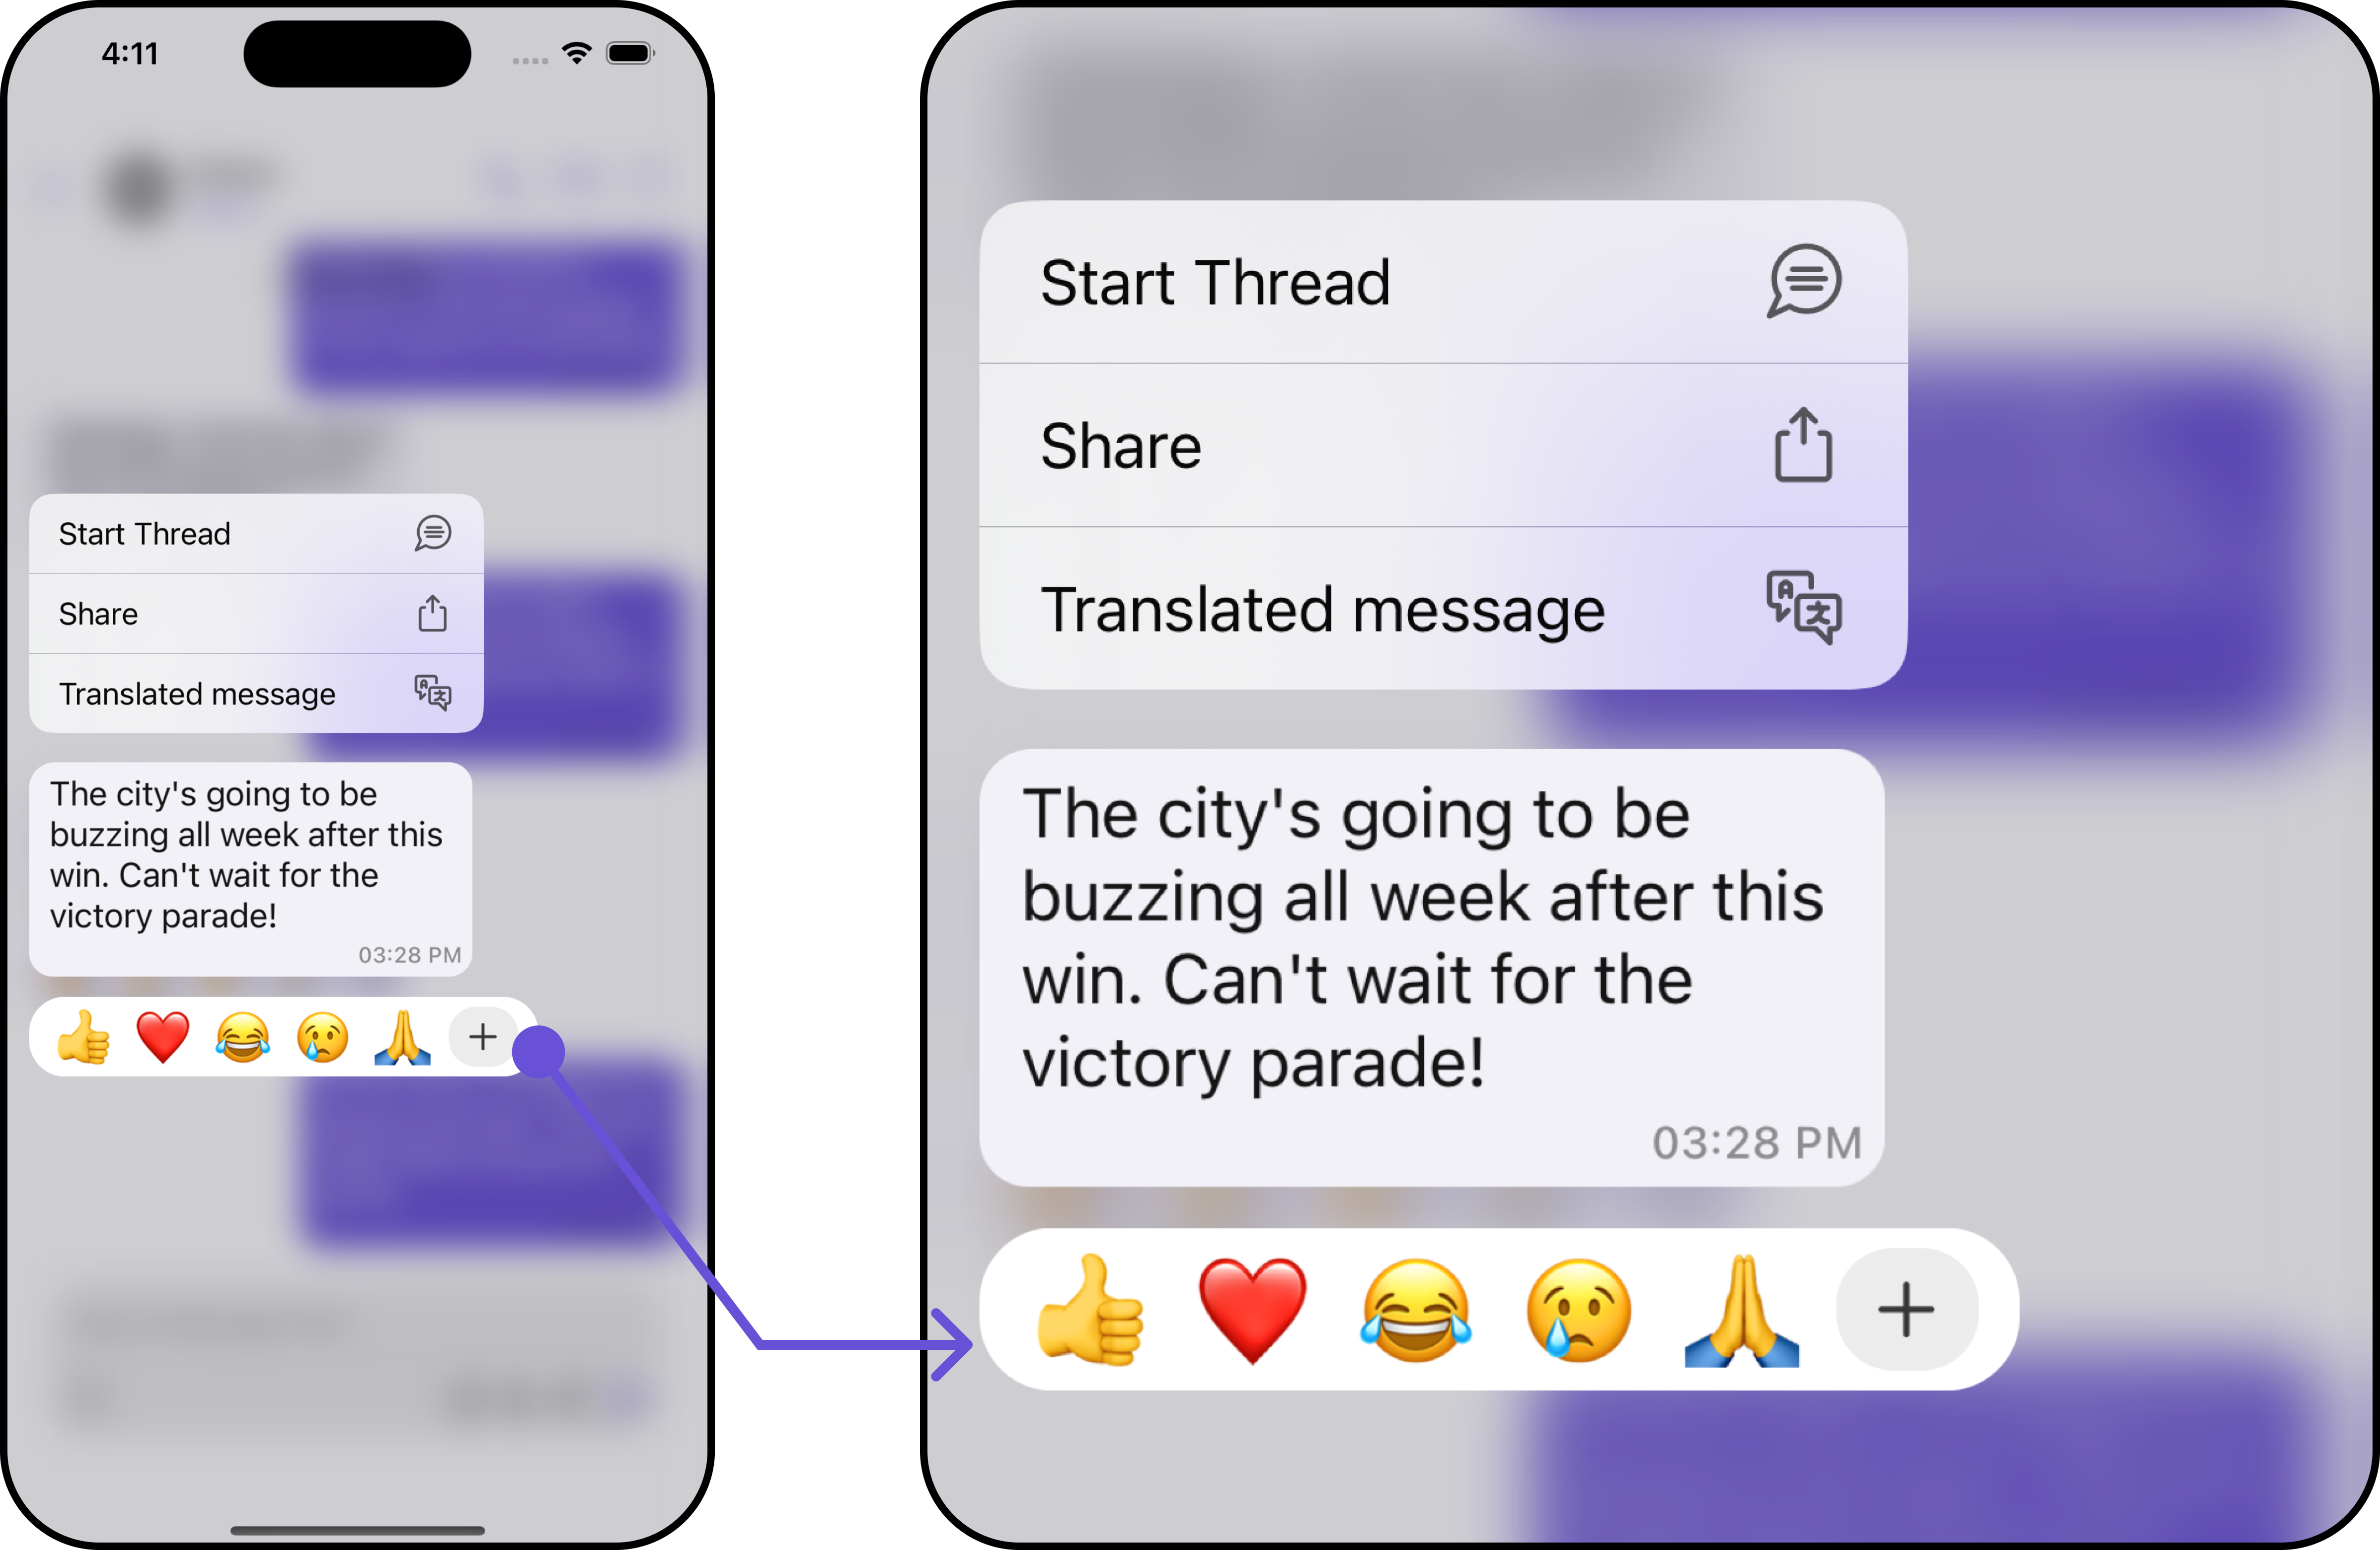 4:11
Start Thread
Share
Translated message
The city's going to be
buzzing all week after this
win. Can't wait for the
victory parade!
03:28 PM
Start Thread
Share
Translated message
The city's going to be
buzzing all week after this
win. Can't wait for the
victory parade!
03:28 PM